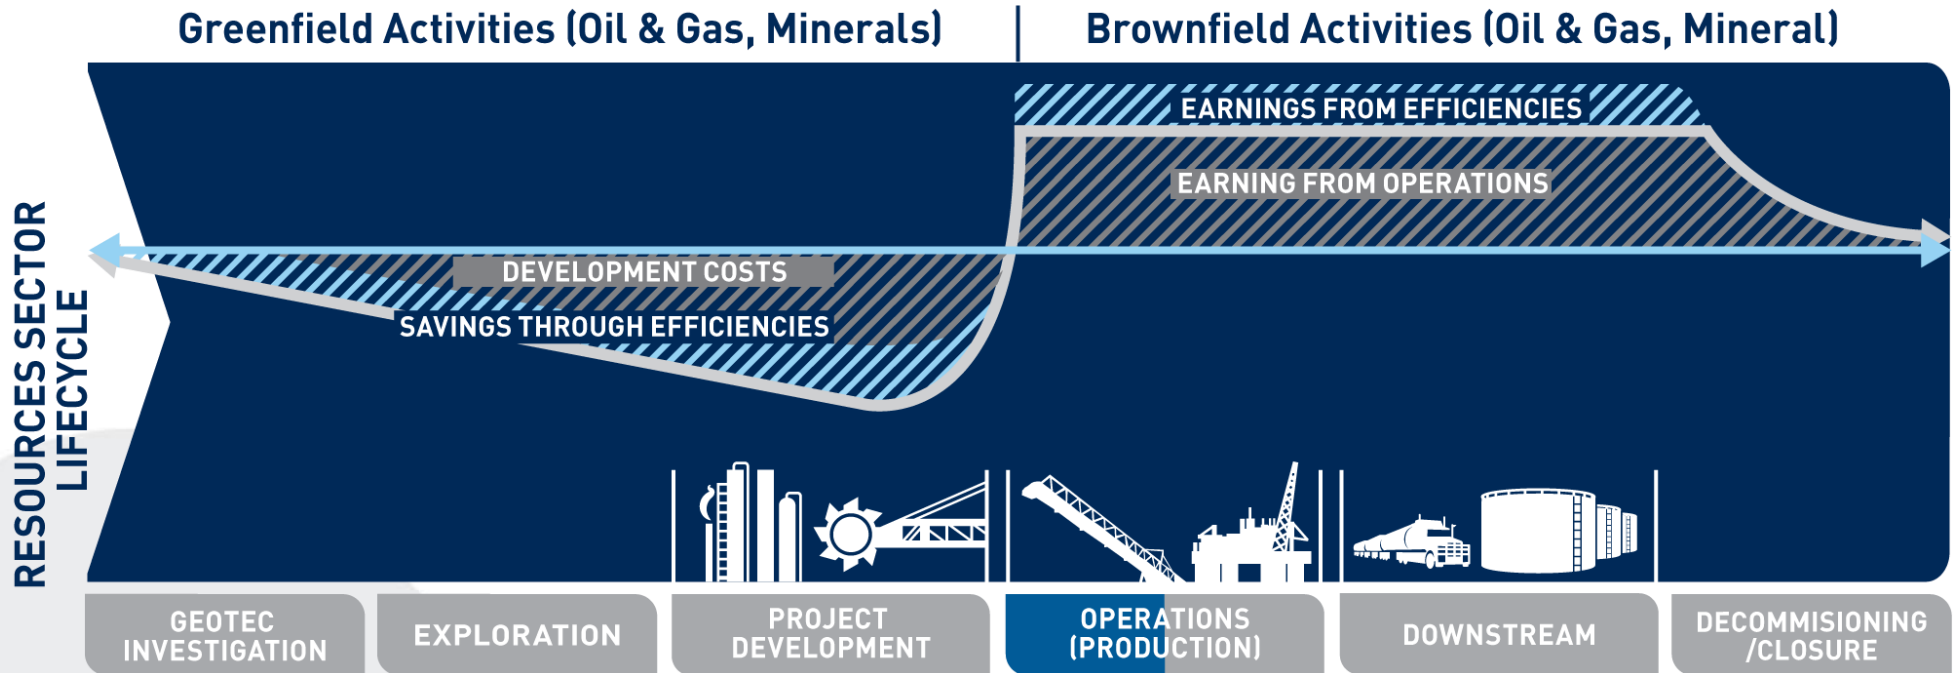 Greenfield Activities (Oil & Gas, Minerals)
Brownfield Activities (Oil & Gas, Mineral)
EARNINGS FROM EFFICIENCIES
EARNING FROM OPERATIONS
DEVELOPMENT COSTS
SAVINGS THROUGH EFFICIENCIES
RESOURCES SECTOR
LIFECYCLE
GEOTEC
INVESTIGATION
EXPLORATION
PROJECT
DEVELOPMENT
OPERATIONS
(PRODUCTION)
DOWNSTREAM
DECOMMISIONING
/CLOSURE